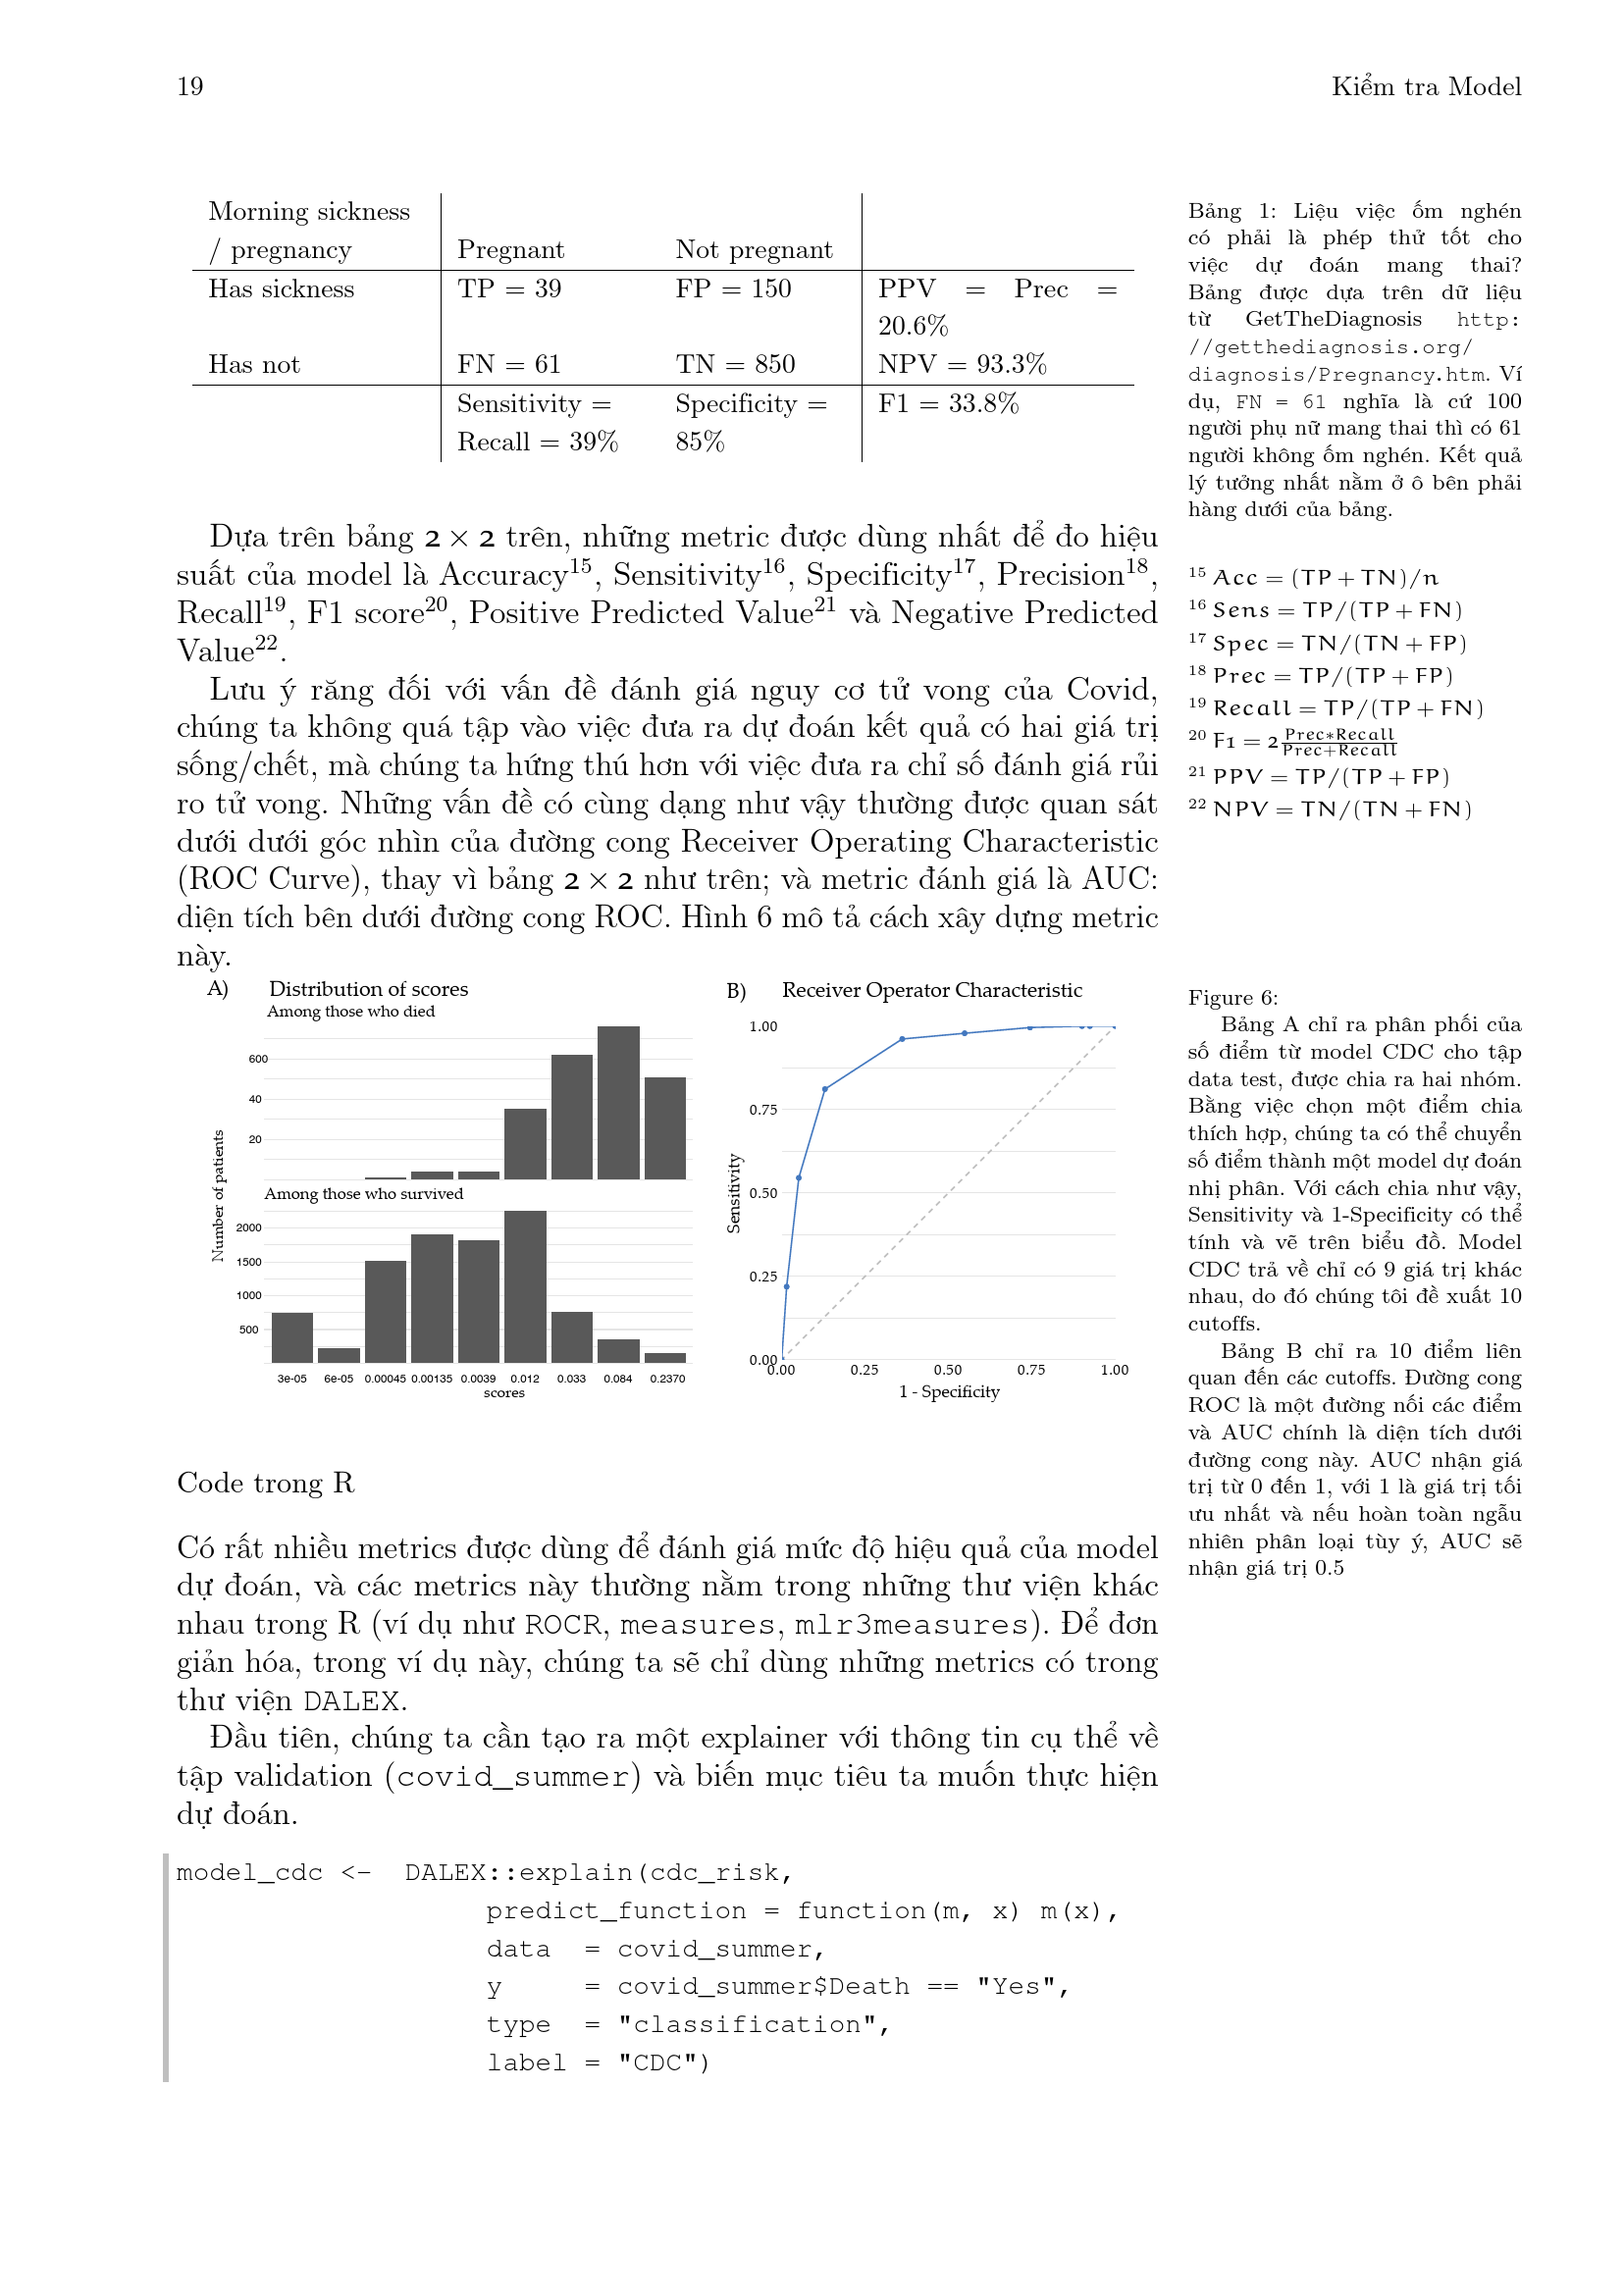 19
Kiểm tra Model
Morning sickness
/ pregnancy Pregnant Not pregnant
Has sickness TP = 39 FP = 150 PPV = Prec =
20.6%
Has not FN = 61 TN = 850 NPV = 93.3%
Sensitivity = Specificity = F1 = 33.8%
Recall = 39% 85%
Bảng 1: Liệu việc ốm nghén
có phải là phép thử tốt cho
việc dự đoán mang thai?
Bảng được dựa trên dữ liệu
từ GetTheDiagnosis http:
//getthediagnosis.org/
diagnosis/Pregnancy.htm. Ví
dụ, FN = 61 nghĩa là cứ 100
người phụ nữ mang thai thì có 61
người không ốm nghén. Kết quả
lý tưởng nhất nằm ở ô bên phải
hàng dưới của bảng.
Dựa trên bảng 2 × 2 trên, những metric được dùng nhất để đo hiệu
suất của model là Accuracy15, Sensitivity16, Specificity17, Precision18,
Recall19, F1 score20, Positive Predicted Value21 và Negative Predicted
Value22.
15 Acc = (TP + TN)/n
16 Sens = TP/(TP + FN)
17 Spec = TN/(TN + FP)
18 Prec = TP/(TP + FP)
19 Recall = TP/(TP + FN)
20 F1 = 2 Prec∗Recall / Prec+Recall
21 PPV = TP/(TP + FP)
22 NPV = TN/(TN + FN)
Lưu ý răng đối với vấn đề đánh giá nguy cơ tử vong của Covid,
chúng ta không quá tập vào việc đưa ra dự đoán kết quả có hai giá trị
sống/chết, mà chúng ta hứng thú hơn với việc đưa ra chỉ số đánh giá rủi
ro tử vong. Những vấn đề có cùng dạng như vậy thường được quan sát
dưới dưới góc nhìn của đường cong Receiver Operating Characteristic
(ROC Curve), thay vì bảng 2 × 2 như trên; và metric đánh giá là AUC:
diện tích bên dưới đường cong ROC. Hình 6 mô tả cách xây dựng metric
này.
A) Distribution of scores
Among those who died
600
40
20
Number of patients
Among those who survived
2000
1500
1000
500
3e-05 6e-05 0.00045 0.00135 0.0039 0.012 0.033 0.084 0.2370
scores
B) Receiver Operator Characteristic
1.00
0.75
0.50
0.25
0.00
Sensitivity
0.00 0.25 0.50 0.75 1.00
1 - Specificity
Figure 6:
Bảng A chỉ ra phân phối của
số điểm từ model CDC cho tập
data test, được chia ra hai nhóm.
Bằng việc chọn một điểm chia
thích hợp, chúng ta có thể chuyển
số điểm thành một model dự đoán
nhị phân. Với cách chia như vậy,
Sensitivity và 1-Specificity có thể
tính và vẽ trên biểu đồ. Model
CDC trả về chỉ có 9 giá trị khác
nhau, do đó chúng tôi đề xuất 10
cutoffs.
Bảng B chỉ ra 10 điểm liên
quan đến các cutoffs. Đường cong
ROC là một đường nối các điểm
và AUC chính là diện tích dưới
đường cong này. AUC nhận giá
trị từ 0 đến 1, với 1 là giá trị tối
ưu nhất và nếu hoàn toàn ngẫu
nhiên phân loại tùy ý, AUC sẽ
nhận giá trị 0.5
Code trong R
Có rất nhiều metrics được dùng để đánh giá mức độ hiệu quả của model
dự đoán, và các metrics này thường nằm trong những thư viện khác
nhau trong R (ví dụ như ROCR, measures, mlr3measures). Để đơn
giản hóa, trong ví dụ này, chúng ta sẽ chỉ dùng những metrics có trong
thư viện DALEX.
Đầu tiên, chúng ta cần tạo ra một explainer với thông tin cụ thể về
tập validation (covid_summer) và biến mục tiêu ta muốn thực hiện
dự đoán.
model_cdc <- DALEX::explain(cdc_risk,
predict_function = function(m, x) m(x),
data = covid_summer,
y = covid_summer$Death == "Yes",
type = "classification",
label = "CDC")